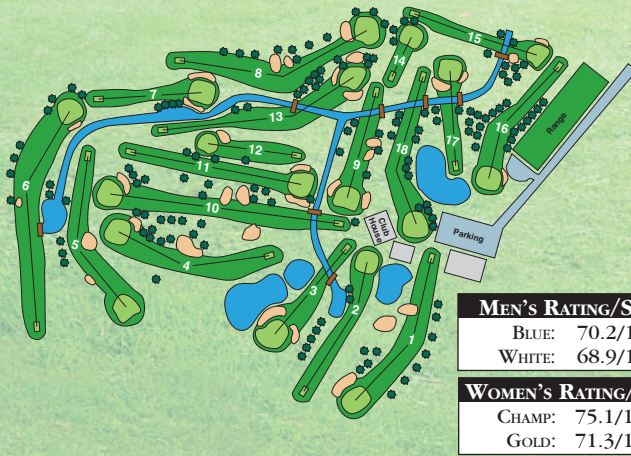 15
14
8
7
13
16
Range
12
9
18
17
11
6
10
Club
House
Parking
5
4
3
2
1
MEN'S RATING/S
BLUE: 70.2/1
WHITE: 68.9/1
WOMEN'S RATING/
CHAMP: 75.1/1
GOLD: 71.3/1